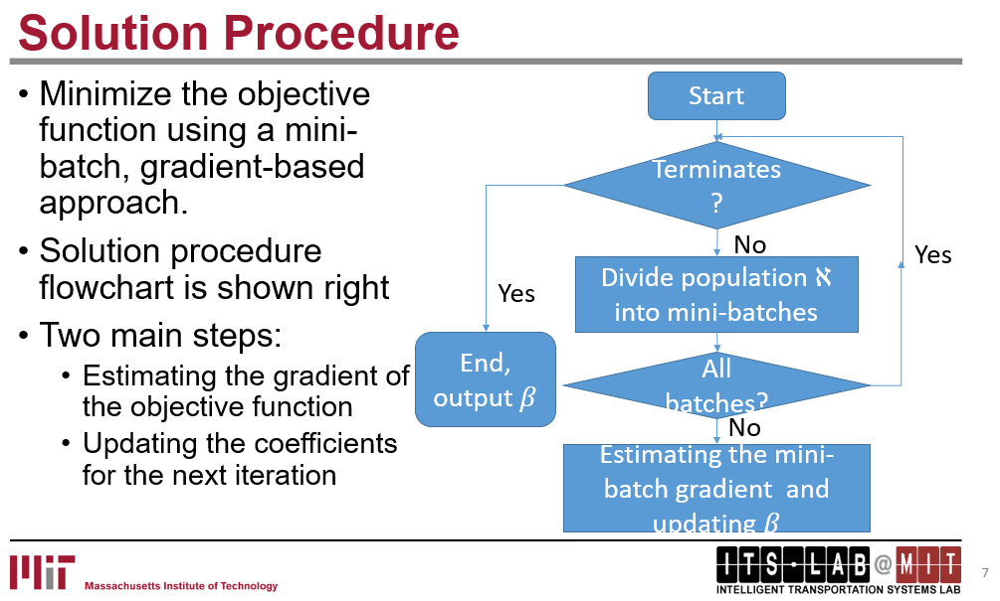 Solution Procedure
• Minimize the objective
function using a mini-
batch, gradient-based
approach.
• Solution procedure
flowchart is shown right
• Two main steps:
• Estimating the gradient of
the objective function
• Updating the coefficients
for the next iteration
Start
Terminates
?
No
Yes
Divide population ℵ
into mini-batches
Yes
End,
output β
All
batches?
No
Estimating the mini-
batch gradient and
updating β
MIT
Massachusetts Institute of Technology
ITS·LAB@MIT
INTELLIGENT TRANSPORTATION SYSTEMS LAB
7